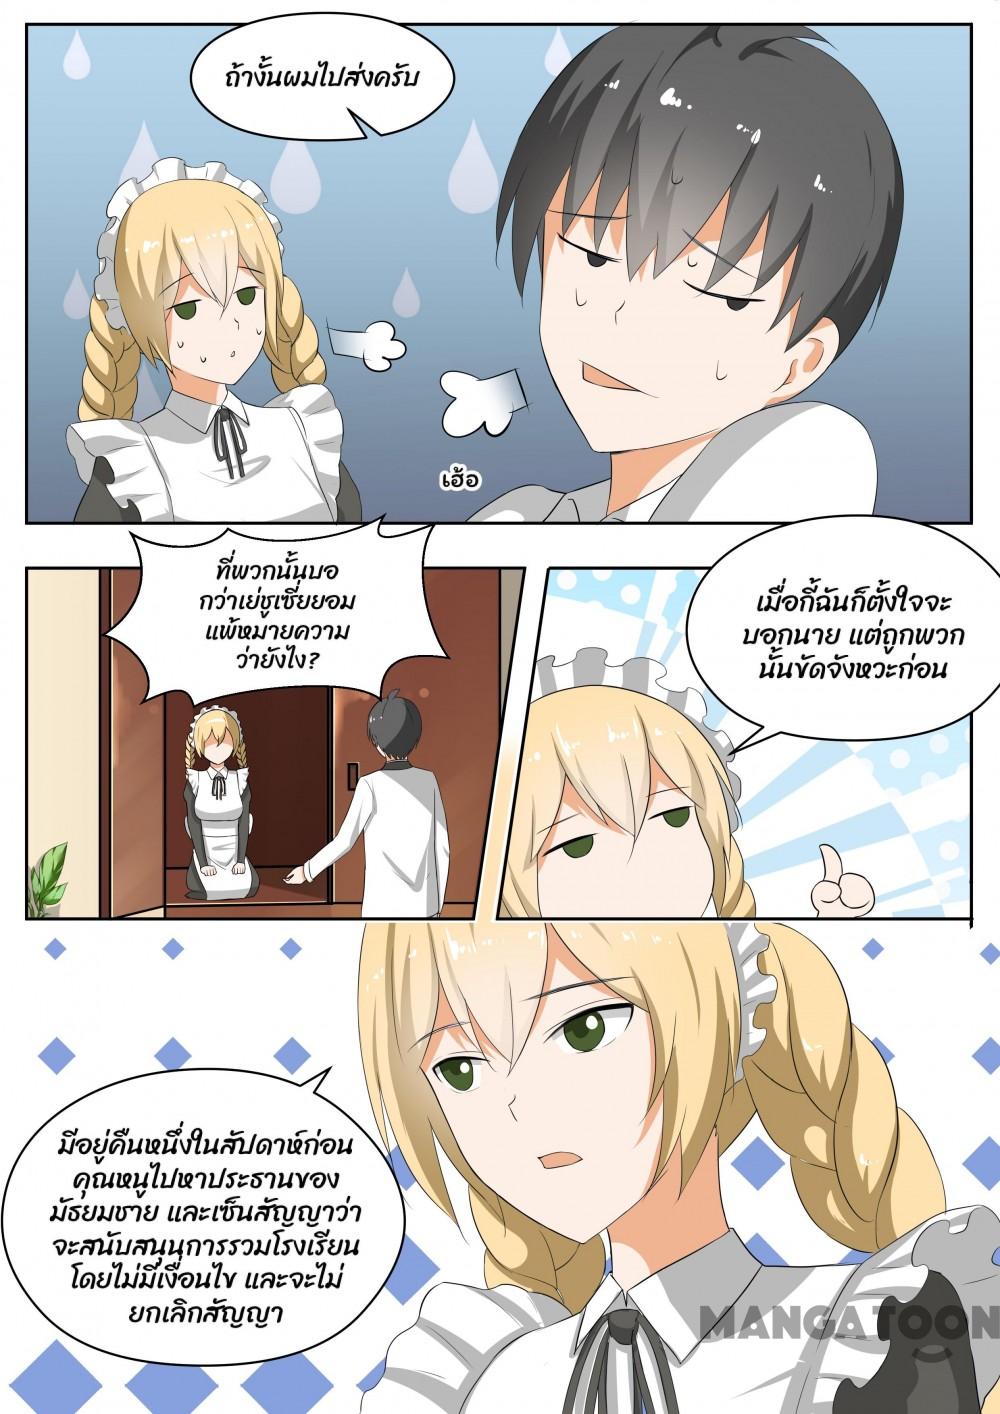 ถ้างั้นผมไปส่งครับ
เฮ้อ
ที่พวกนั้นบอ
กว่าเย่ชูเซี่ยยอม
แพ้หมายความ
ว่ายังไง?
เมื่อกี้ฉันก็ตั้งใจจะ
บอกนาย แต่ถูกพวก
นั้นขัดจังหวะก่อน
มีอยู่คืนหนึ่งในสัปดาห์ก่อน
คุณหนูไปหาประธานของ
มัธยมชาย และเซ็นสัญญาว่า
จะสนับสนุนการรวมโรงเรียน
โดยไม่มีเงื่อนไข และจะไม่
ยกเลิกสัญญา
MANGATOON